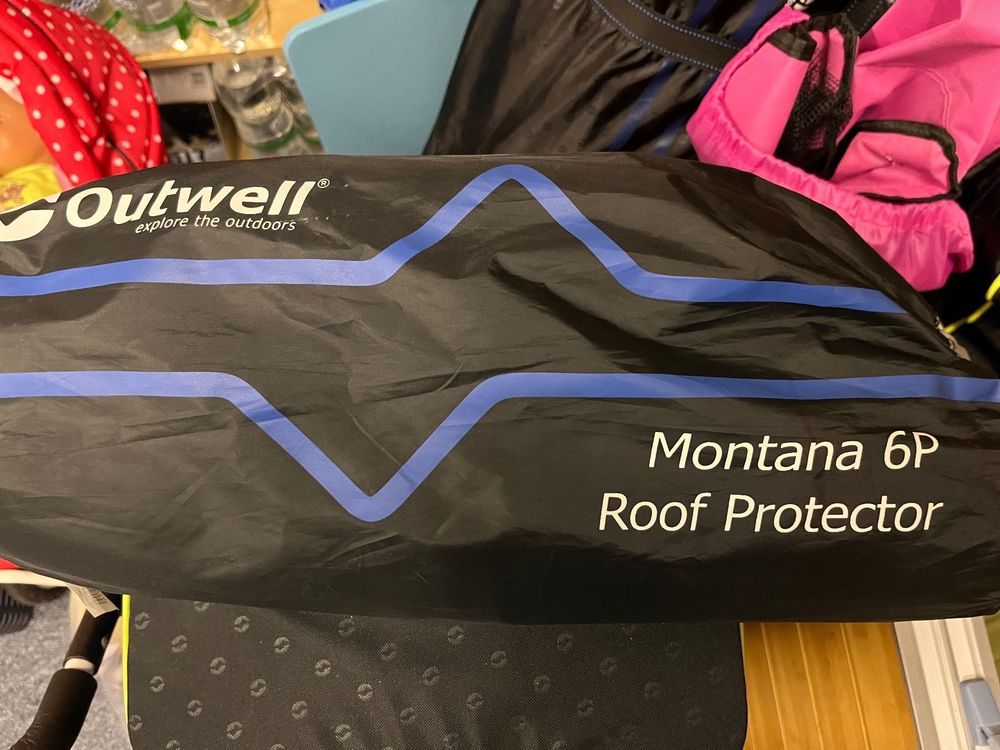 Outwell®
explore the outdoors
Montana 6P
Roof Protector